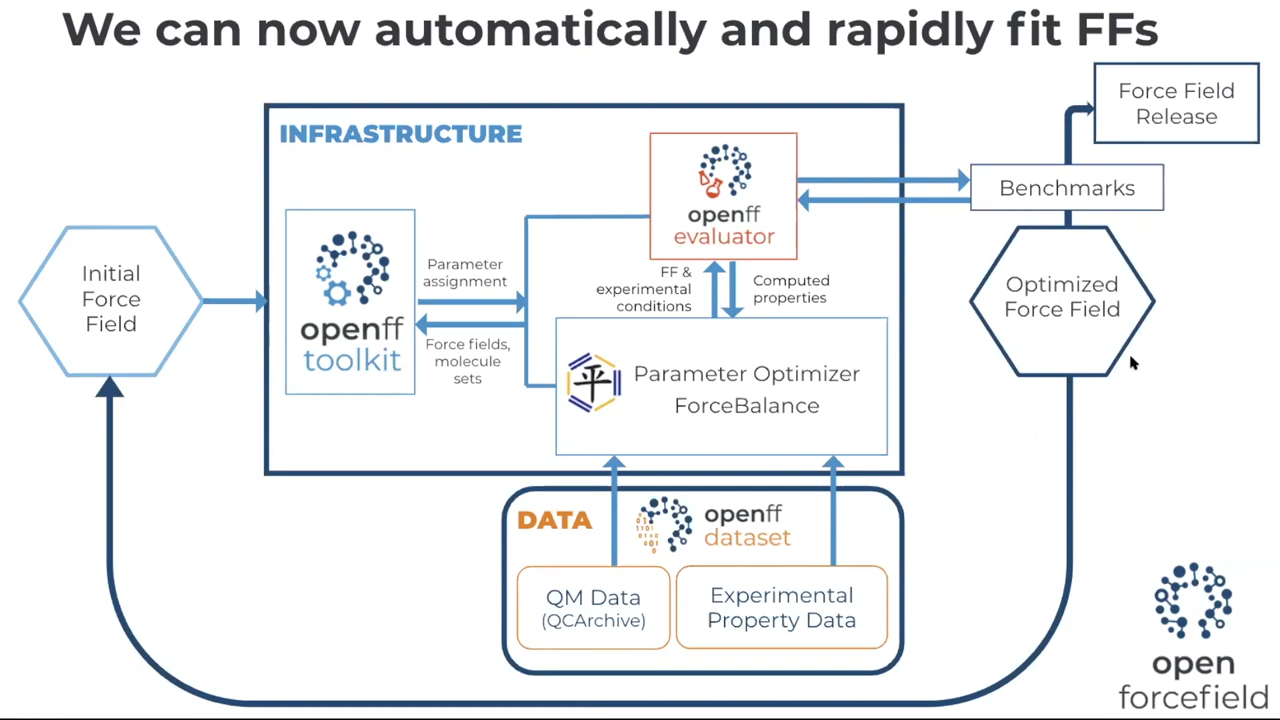 We can now automatically and rapidly fit FFs
Force Field
Release
INFRASTRUCTURE
openff
evaluator
Benchmarks
Initial
Force
Field
openff
toolkit
Parameter
assignment
Force fields,
molecule
sets
FF &
experimental
conditions
Computed
properties
Optimized
Force Field
平
Parameter Optimizer
ForceBalance
DATA
openff
dataset
QM Data
(QCArchive)
Experimental
Property Data
open
forcefield